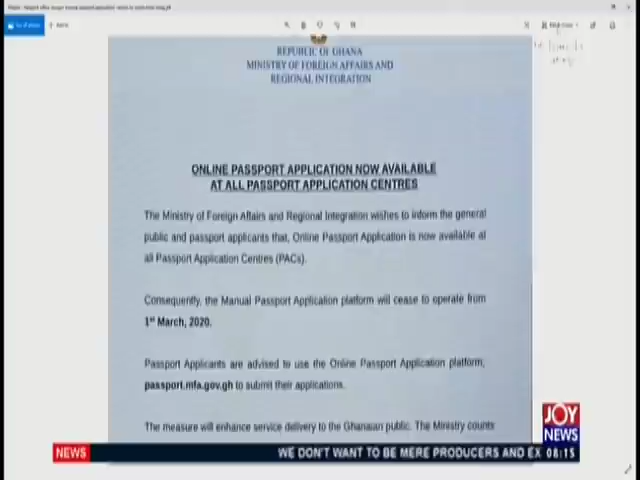 REPUBLIC OF GHANA
MINISTRY OF FOREIGN AFFAIRS AND
REGIONAL INTEGRATION
ONLINE PASSPORT APPLICATION NOW AVAILABLE
AT ALL PASSPORT APPLICATION CENTRES
The Ministry of Foreign Affairs and Regional Integration wishes to inform the general
public and passport applicants that, Online Passport Application is now available at
all Passport Application Centres (PACs).
Consequently, the Manual Passport Application platform will cease to operate from
1st March, 2020.
Passport Applicants are advised to use the Online Passport Application platform,
passport.mfa.gov.gh to submit their applications.
The measure will enhance service delivery to the Ghanaian public. The Ministry counts
JOY
NEWS
NEWS
WE DON'T WANT TO BE MERE PRODUCERS AND EX
08:15